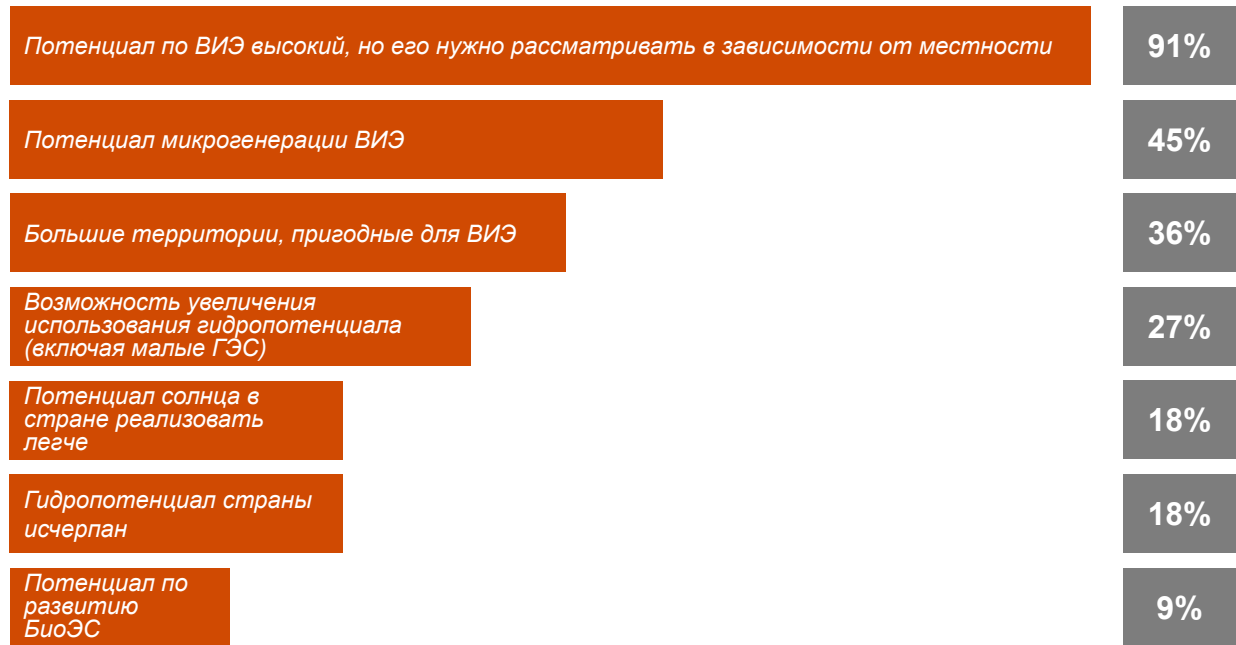 Потенциал по ВИЭ высокий, но его нужно рассматривать в зависимости от местности
91%
Потенциал микрогенерации ВИЭ
45%
Большие территории, пригодные для ВИЭ
36%
Возможность увеличения
использования гидропотенциала
(включая малые ГЭС)
27%
Потенциал солнца в
стране реализовать
легче
18%
Гидропотенциал страны
исчерпан
18%
Потенциал по
развитию
БиоЭС
9%